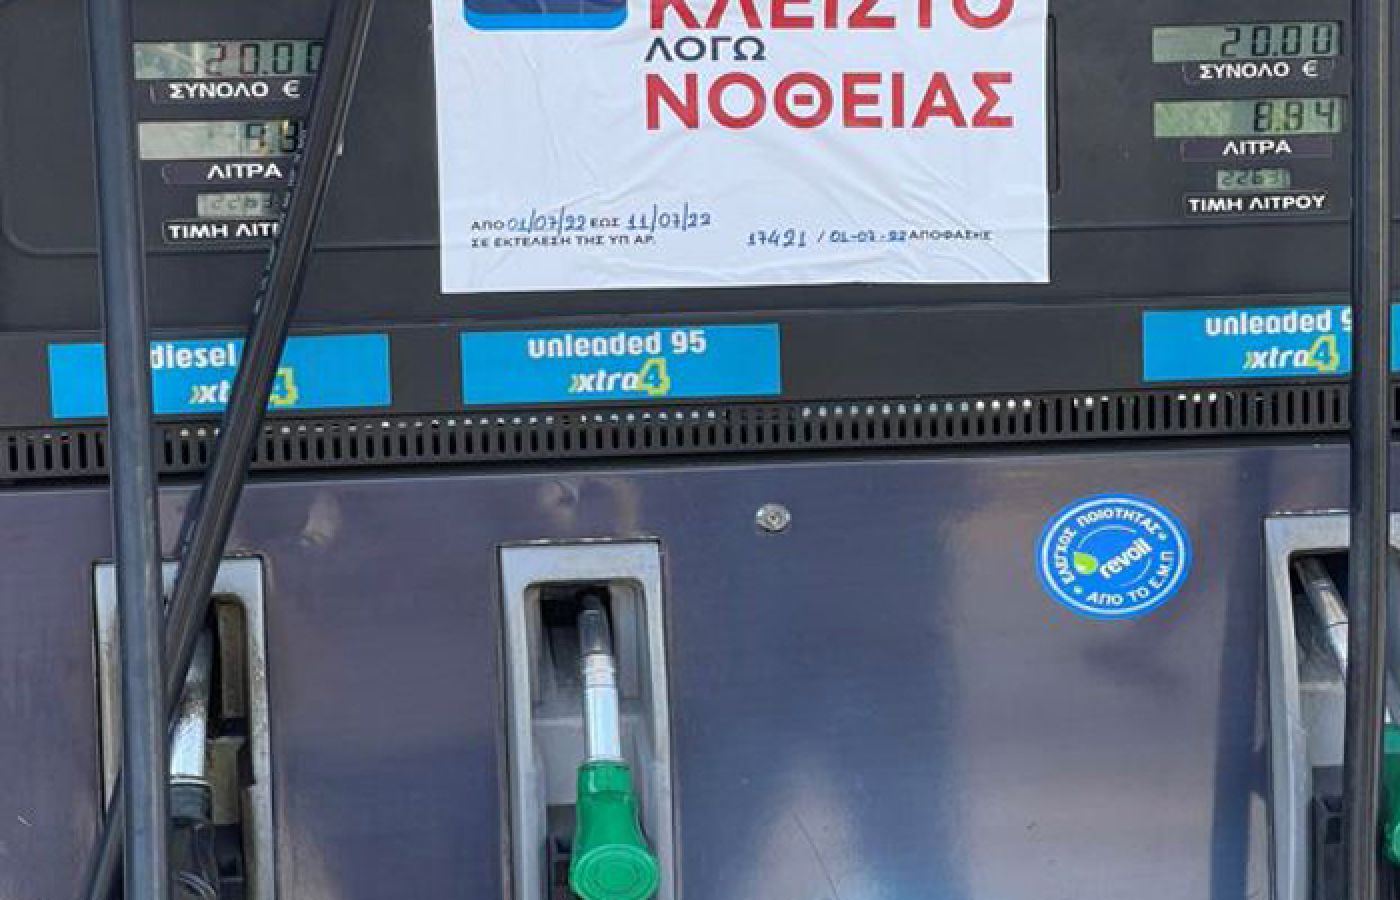 ΚΛΕΙΣΤΟ
ΛΟΓΩ
ΝΟΘΕΙΑΣ
ΑΠΟ 01/07/22 ΕΩΣ 11/07/22
ΣΕ ΕΚΤΕΛΕΣΗ ΤΗΣ ΥΠ ΑΡ. 17421 / 01-07-22 ΑΠΟΦΑΣΗΣ
20.00
ΣΥΝΟΛΟ €
ΛΙΤΡΑ
ΤΙΜΗ
20.00
ΣΥΝΟΛΟ €
8.84
ΛΙΤΡΑ
2263
ΤΙΜΗ ΛΙΤΡΟΥ
diesel
unleaded 95
xtra4
unleaded
xtra4
ΕΛΕΓΧΟΣ ΠΟΙΟΤΗΤΑΣ
revoil
ΑΠΟ ΤΟ Ε.Μ.Π